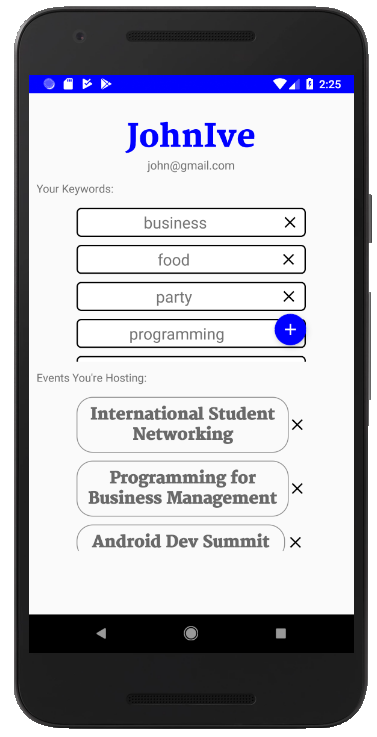 2:25
JohnIve
john@gmail.com
Your Keywords:
business
food
party
programming
Events You're Hosting:
International Student
Networking
Programming for
Business Management
Android Dev Summit